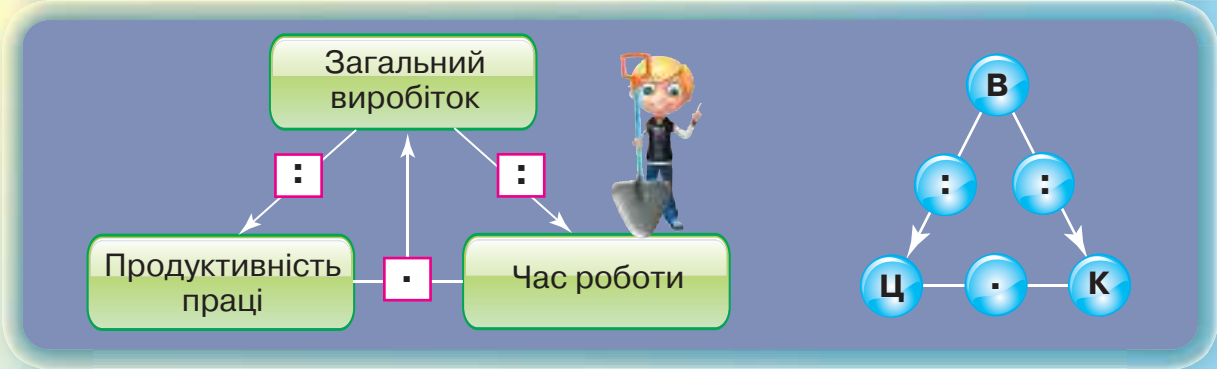 Загальний
виробіток
:
:
Продуктивність
праці
·
Час роботи
В
:
:
Ц
·
К